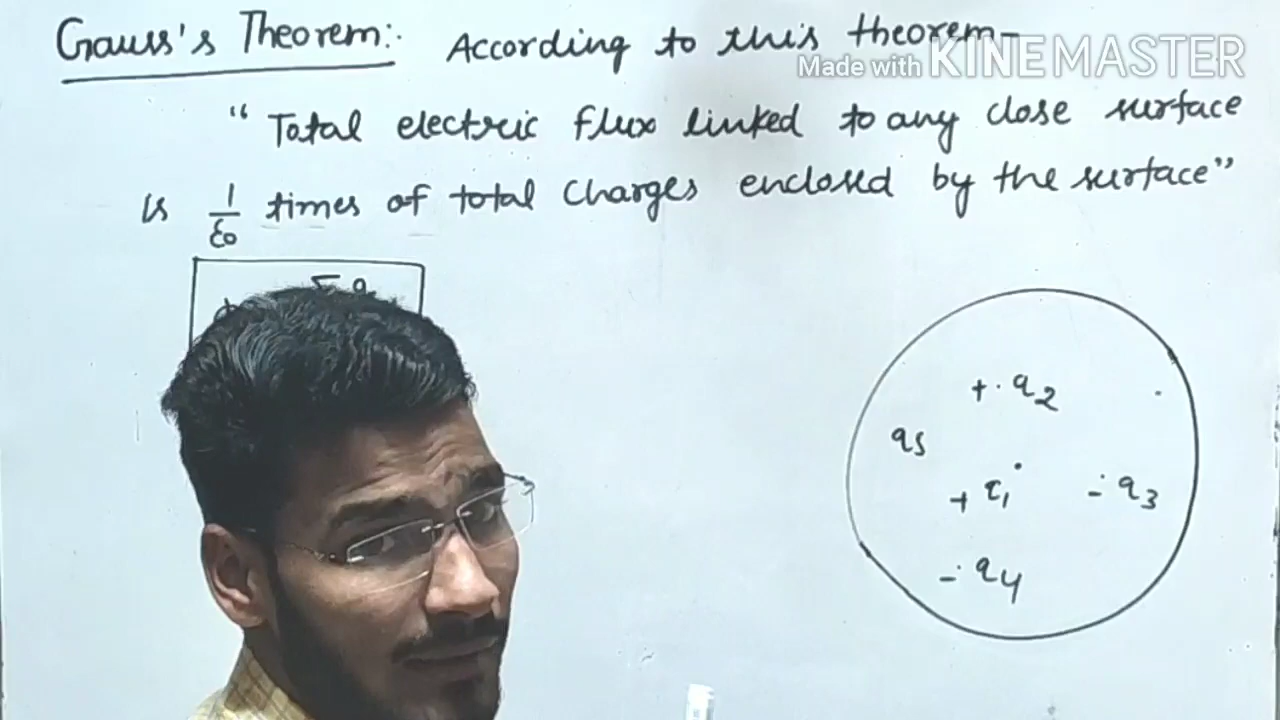 Gauss's Theorem:. According to this theorem-
Made with KINEMASTER
"Total electric flux linked to any close surface
is 1/ε0 times of total charges enclosed by the surface"
Σq
+ q2
q5
+ q1
- q3
- q4